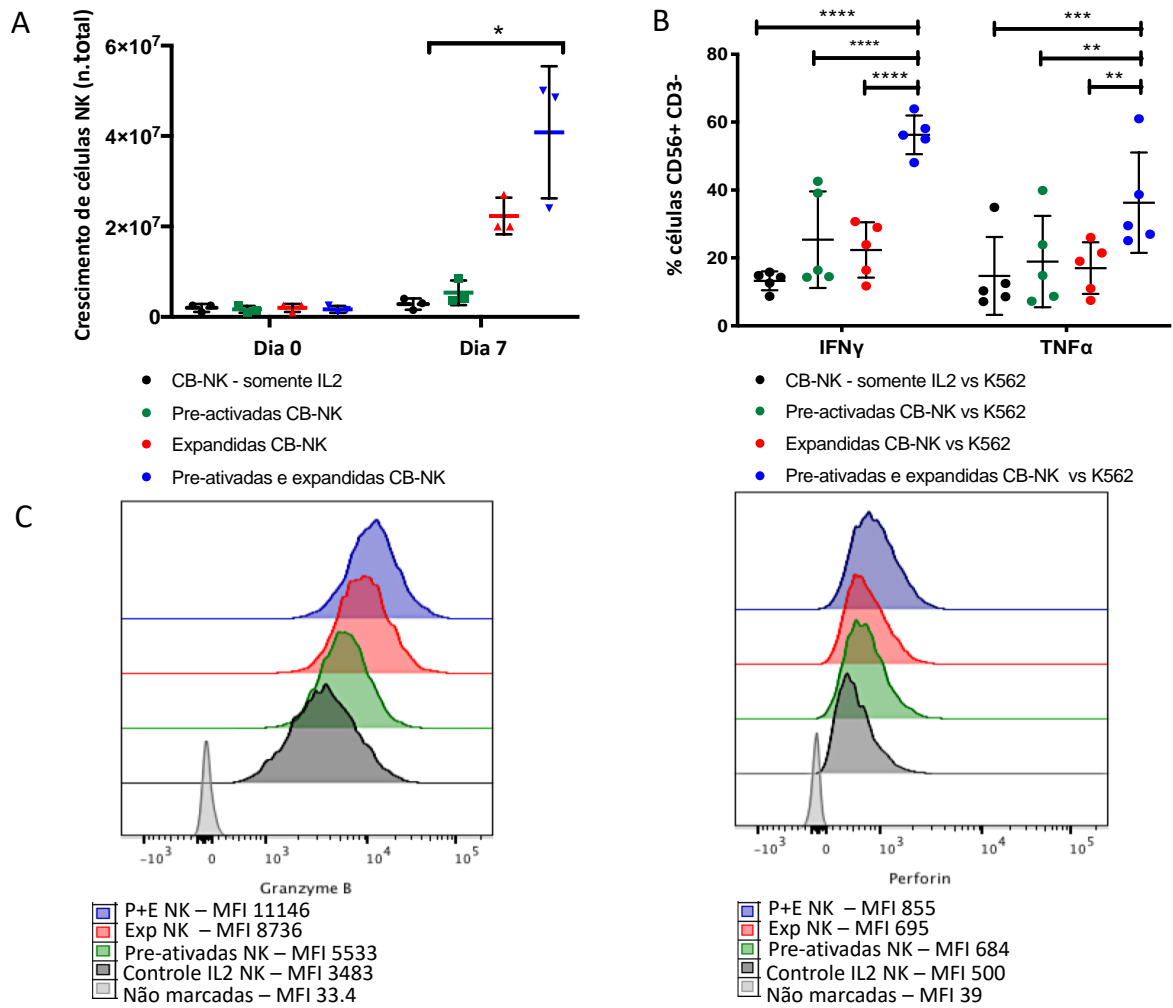 A
Crescimento de células NK (n.total)
6×10⁷
4×10⁷
2×10⁷
0
*
Dia 0
Dia 7
CB-NK - somente IL2
Pre-activadas CB-NK
Expandidas CB-NK
Pre-ativadas e expandidas CB-NK
B
% células CD56+ CD3-
80
60
40
20
0
****
****
****
***
**
**
IFNγ
TNFα
CB-NK - somente IL2 vs K562
Pre-activadas CB-NK vs K562
Expandidas CB-NK vs K562
Pre-ativadas e expandidas CB-NK vs K562
C
-10³ 0 10³ 10⁴ 10⁵
Granzyme B
P+E NK – MFI 11146
Exp NK – MFI 8736
Pre-ativadas NK – MFI 5533
Controle IL2 NK – MFI 3483
Não marcadas – MFI 33.4
-10³ 0 10³ 10⁴ 10⁵
Perforin
P+E NK – MFI 855
Exp NK – MFI 695
Pre-ativadas NK – MFI 684
Controle IL2 NK – MFI 500
Não marcadas – MFI 39